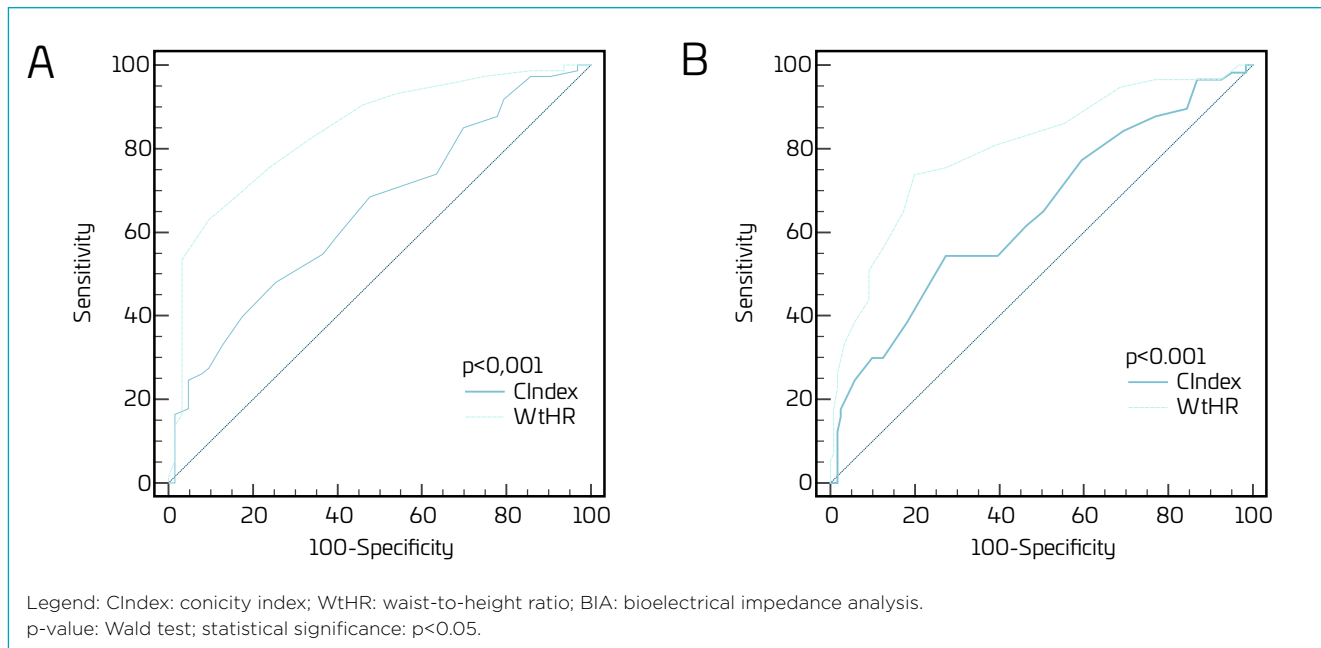 A
100
80
60
40
20
0
Sensitivity
0 20 40 60 80 100
100-Specificity
p<0,001
CIndex
WtHR
B
100
80
60
40
20
0
Sensitivity
0 20 40 60 80 100
100-Specificity
p<0.001
CIndex
WtHR
Legend: CIndex: conicity index; WtHR: waist-to-height ratio; BIA: bioelectrical impedance analysis.
p-value: Wald test; statistical significance: p<0.05.